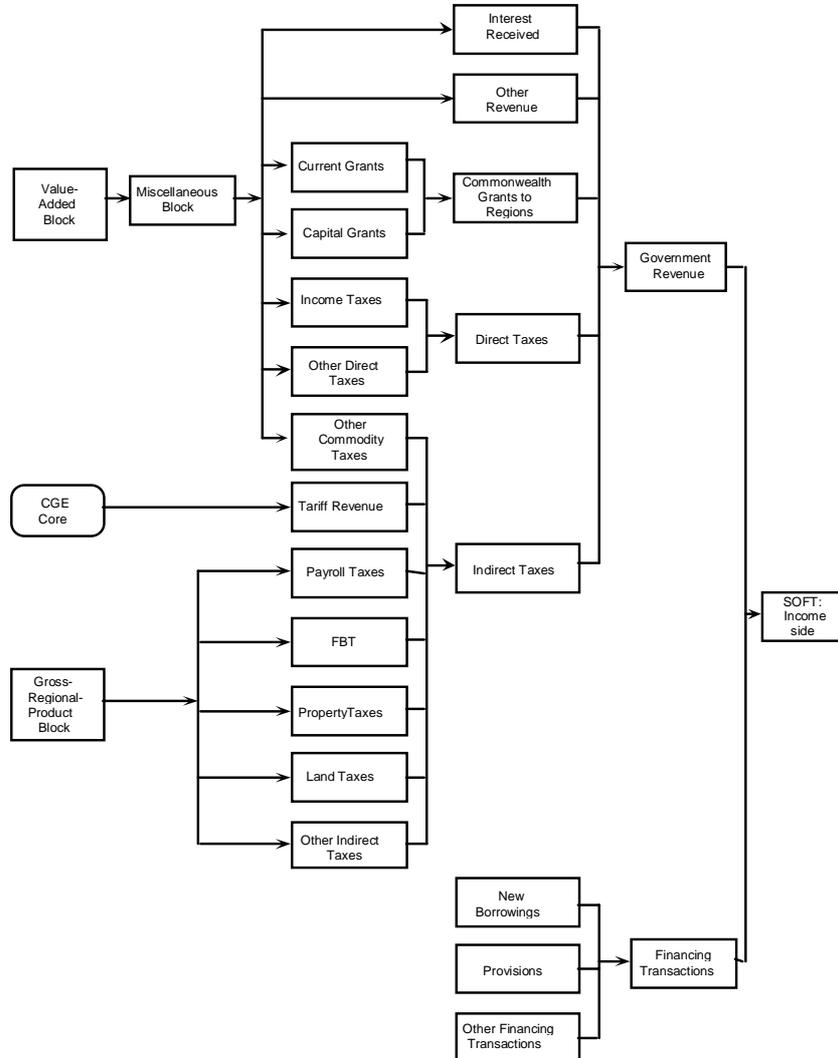 Interest
Received
Other
Revenue
Current Grants
Value-
Added
Block
Miscellaneous
Block
Commonwealth
Grants to
Regions
Capital Grants
Government
Revenue
Income Taxes
Direct Taxes
Other Direct
Taxes
Other
Commodity
Taxes
CGE
Core
Tariff Revenue
Payroll Taxes
Indirect Taxes
SOFT:
Income
side
FBT
Gross-
Regional-
Product
Block
PropertyTaxes
Land Taxes
Other Indirect
Taxes
New
Borrowings
Provisions
Financing
Transactions
Other Financing
Transactions